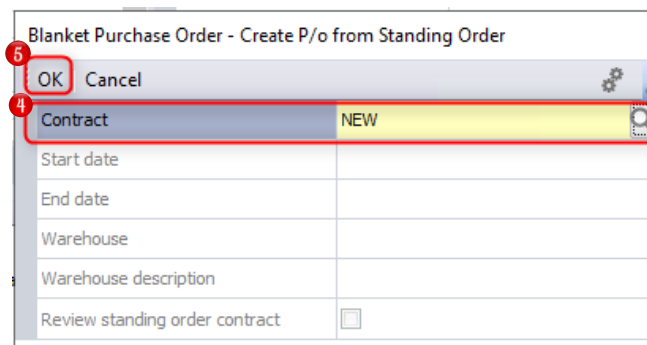 Blanket Purchase Order - Create P/o from Standing Order
5
OK Cancel
4
Contract NEW
Start date
End date
Warehouse
Warehouse description
Review standing order contract